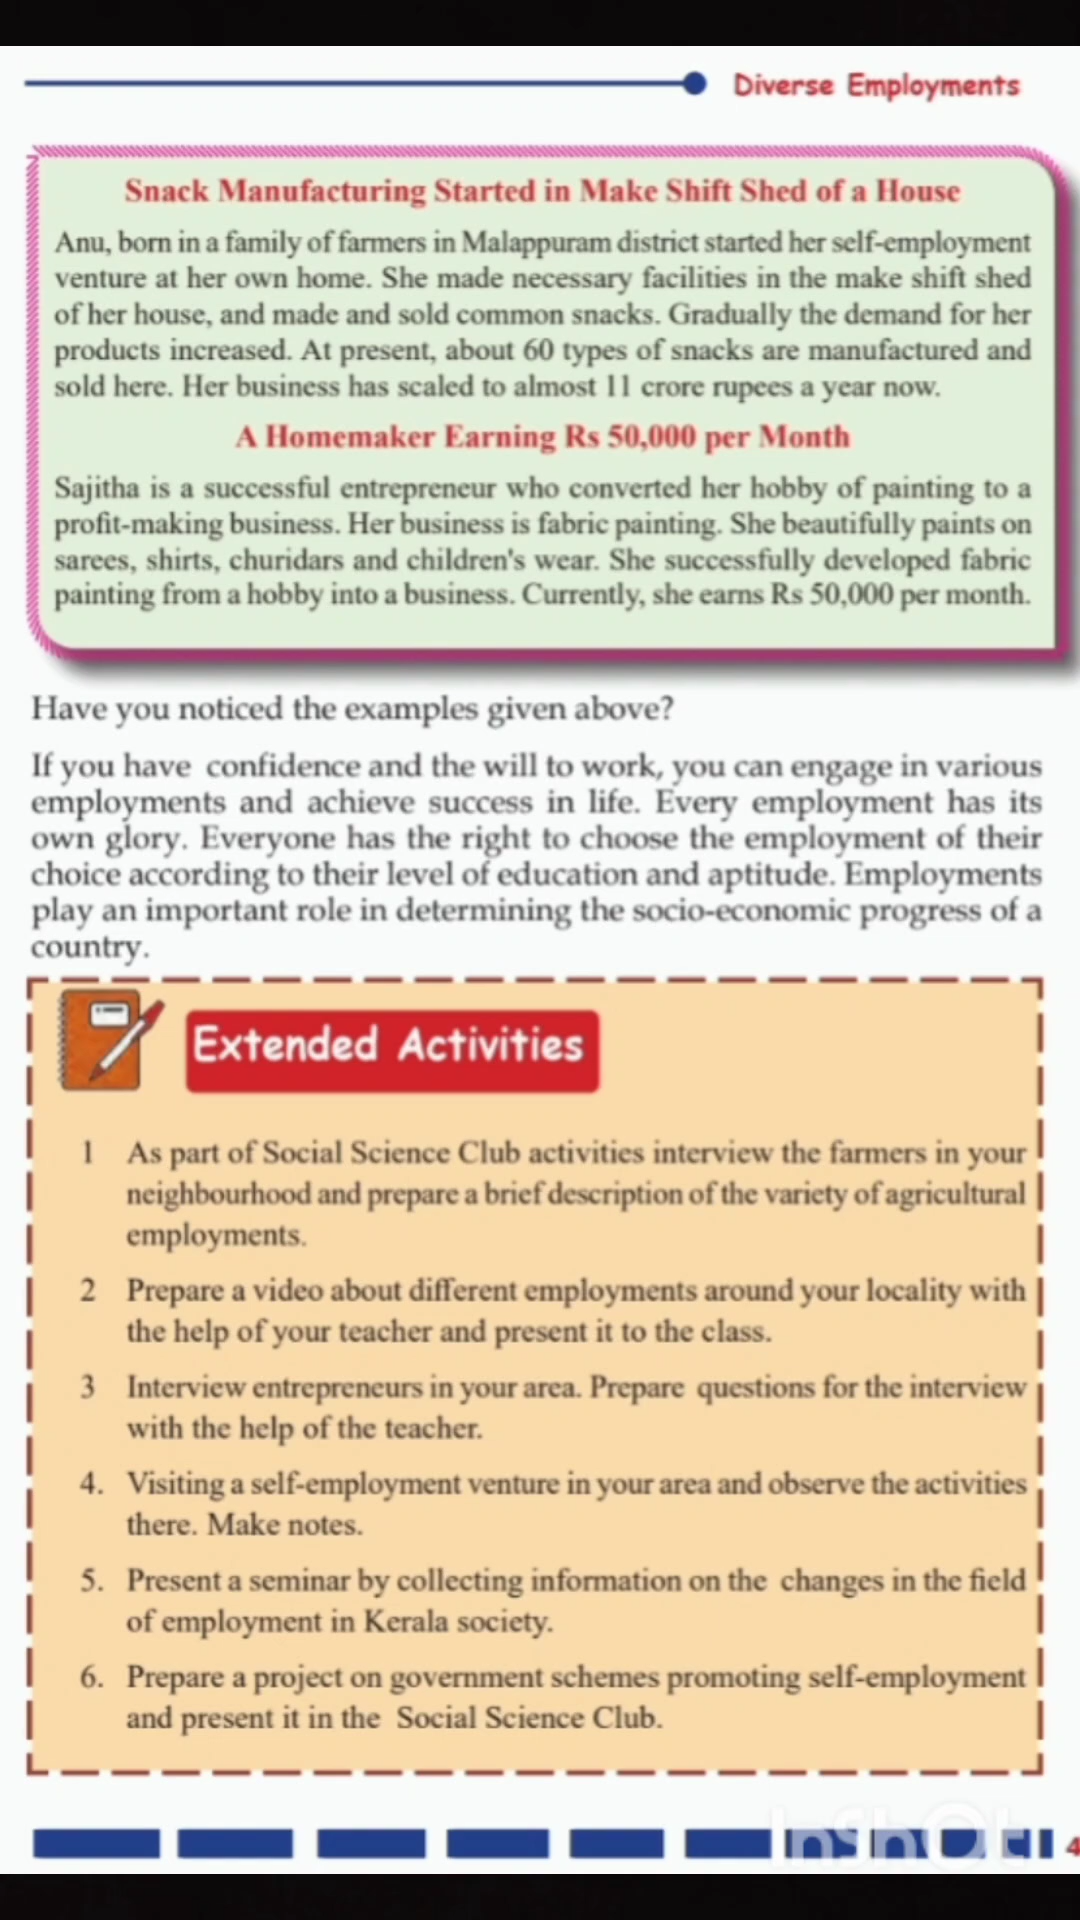 Diverse Employments
Snack Manufacturing Started in Make Shift Shed of a House
Anu, born in a family of farmers in Malappuram district started her self-employment
venture at her own home. She made necessary facilities in the make shift shed
of her house, and made and sold common snacks. Gradually the demand for her
products increased. At present, about 60 types of snacks are manufactured and
sold here. Her business has scaled to almost 11 crore rupees a year now.
A Homemaker Earning Rs 50,000 per Month
Sajitha is a successful entrepreneur who converted her hobby of painting to a
profit-making business. Her business is fabric painting. She beautifully paints on
sarees, shirts, churidars and children's wear. She successfully developed fabric
painting from a hobby into a business. Currently, she earns Rs 50,000 per month.
Have you noticed the examples given above?
If you have confidence and the will to work, you can engage in various
employments and achieve success in life. Every employment has its
own glory. Everyone has the right to choose the employment of their
choice according to their level of education and aptitude. Employments
play an important role in determining the socio-economic progress of a
country.
Extended Activities
1 As part of Social Science Club activities interview the farmers in your
neighbourhood and prepare a brief description of the variety of agricultural
employments.
2 Prepare a video about different employments around your locality with
the help of your teacher and present it to the class.
3 Interview entrepreneurs in your area. Prepare questions for the interview
with the help of the teacher.
4. Visiting a self-employment venture in your area and observe the activities
there. Make notes.
5. Present a seminar by collecting information on the changes in the field
of employment in Kerala society.
6. Prepare a project on government schemes promoting self-employment
and present it in the Social Science Club.
InShOt
4